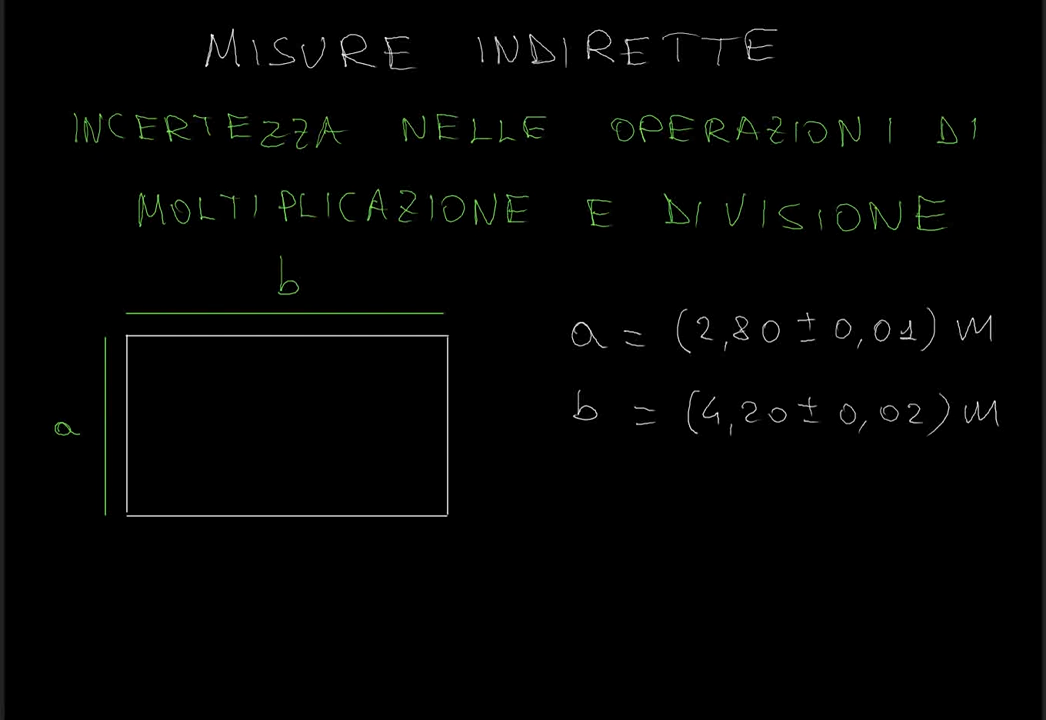 MISURE INDIRETTE
INCERTEZZA NELLE OPERAZIONI DI
MOLTIPLICAZIONE E DIVISIONE
b
a = (2,80 ± 0,01) m
b = (4,20 ± 0,02) m
a